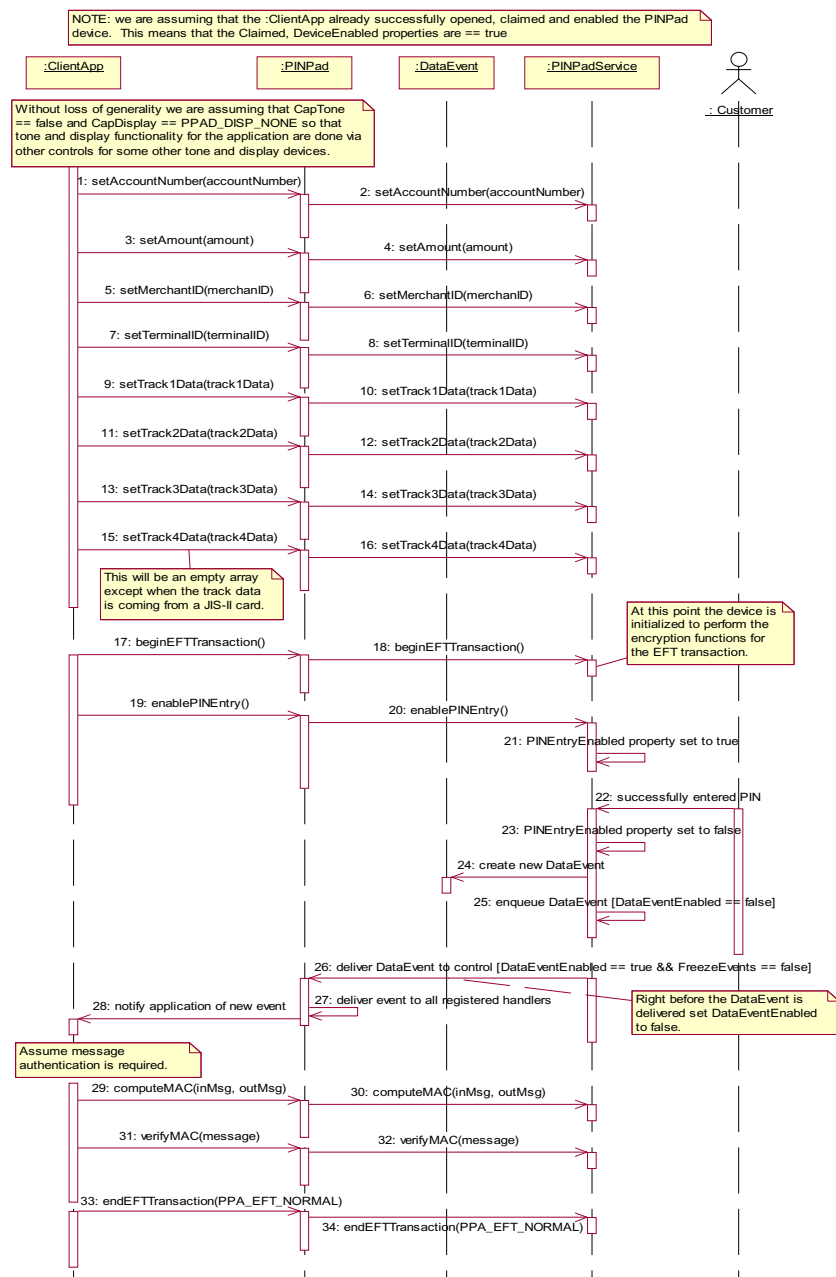 NOTE: we are assuming that the :ClientApp already successfully opened, claimed and enabled the PINPad
device.  This means that the Claimed, DeviceEnabled properties are == true
:ClientApp
:PINPad
:DataEvent
:PINPadService
: Customer
Without loss of generality we are assuming that CapTone
== false and CapDisplay == PPAD_DISP_NONE so that
tone and display functionality for the application are done via
other controls for some other tone and display devices.
1: setAccountNumber(accountNumber)
2: setAccountNumber(accountNumber)
3: setAmount(amount)
4: setAmount(amount)
5: setMerchantID(merchanID)
6: setMerchantID(merchanID)
7: setTerminalID(terminalID)
8: setTerminalID(terminalID)
9: setTrack1Data(track1Data)
10: setTrack1Data(track1Data)
11: setTrack2Data(track2Data)
12: setTrack2Data(track2Data)
13: setTrack3Data(track3Data)
14: setTrack3Data(track3Data)
15: setTrack4Data(track4Data)
16: setTrack4Data(track4Data)
This will be an empty array
except when the track data
is coming from a JIS-II card.
At this point the device is
initialized to perform the
encryption functions for
the EFT transaction.
17: beginEFTTransaction()
18: beginEFTTransaction()
19: enablePINEntry()
20: enablePINEntry()
21: PINEntryEnabled property set to true
22: successfully entered PIN
23: PINEntryEnabled property set to false
24: create new DataEvent
25: enqueue DataEvent [DataEventEnabled == false]
26: deliver DataEvent to control [DataEventEnabled == true && FreezeEvents == false]
27: deliver event to all registered handlers
28: notify application of new event
Right before the DataEvent is
delivered set DataEventEnabled
to false.
Assume message
authentication is required.
29: computeMAC(inMsg, outMsg)
30: computeMAC(inMsg, outMsg)
31: verifyMAC(message)
32: verifyMAC(message)
33: endEFTTransaction(PPA_EFT_NORMAL)
34: endEFTTransaction(PPA_EFT_NORMAL)